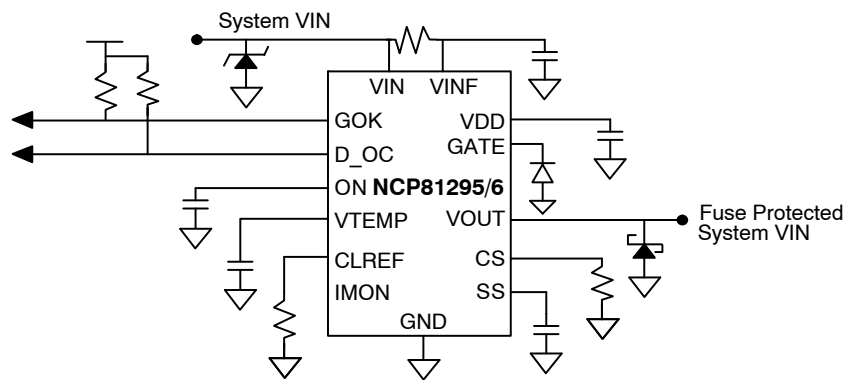 System VIN
VIN VINF
GOK
VDD
D_OC
GATE
ON NCP81295/6
VTEMP
VOUT
Fuse Protected
System VIN
CLREF
CS
IMON
SS
GND